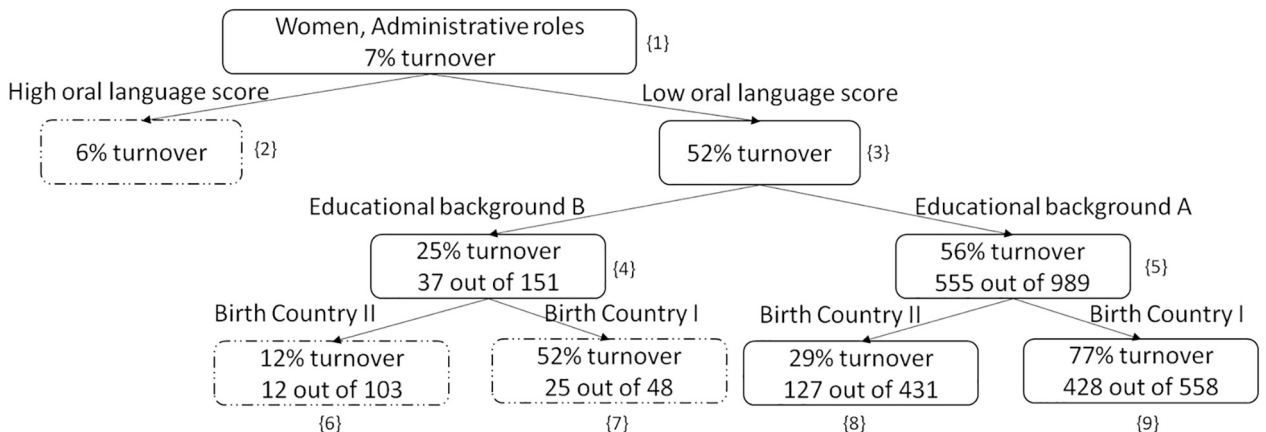 Women, Administrative roles
7% turnover
{1}
High oral language score
Low oral language score
6% turnover
{2}
52% turnover
{3}
Educational background B
Educational background A
25% turnover
37 out of 151
{4}
56% turnover
555 out of 989
{5}
Birth Country II
Birth Country I
Birth Country II
Birth Country I
12% turnover
12 out of 103
52% turnover
25 out of 48
29% turnover
127 out of 431
77% turnover
428 out of 558
{6}
{7}
{8}
{9}